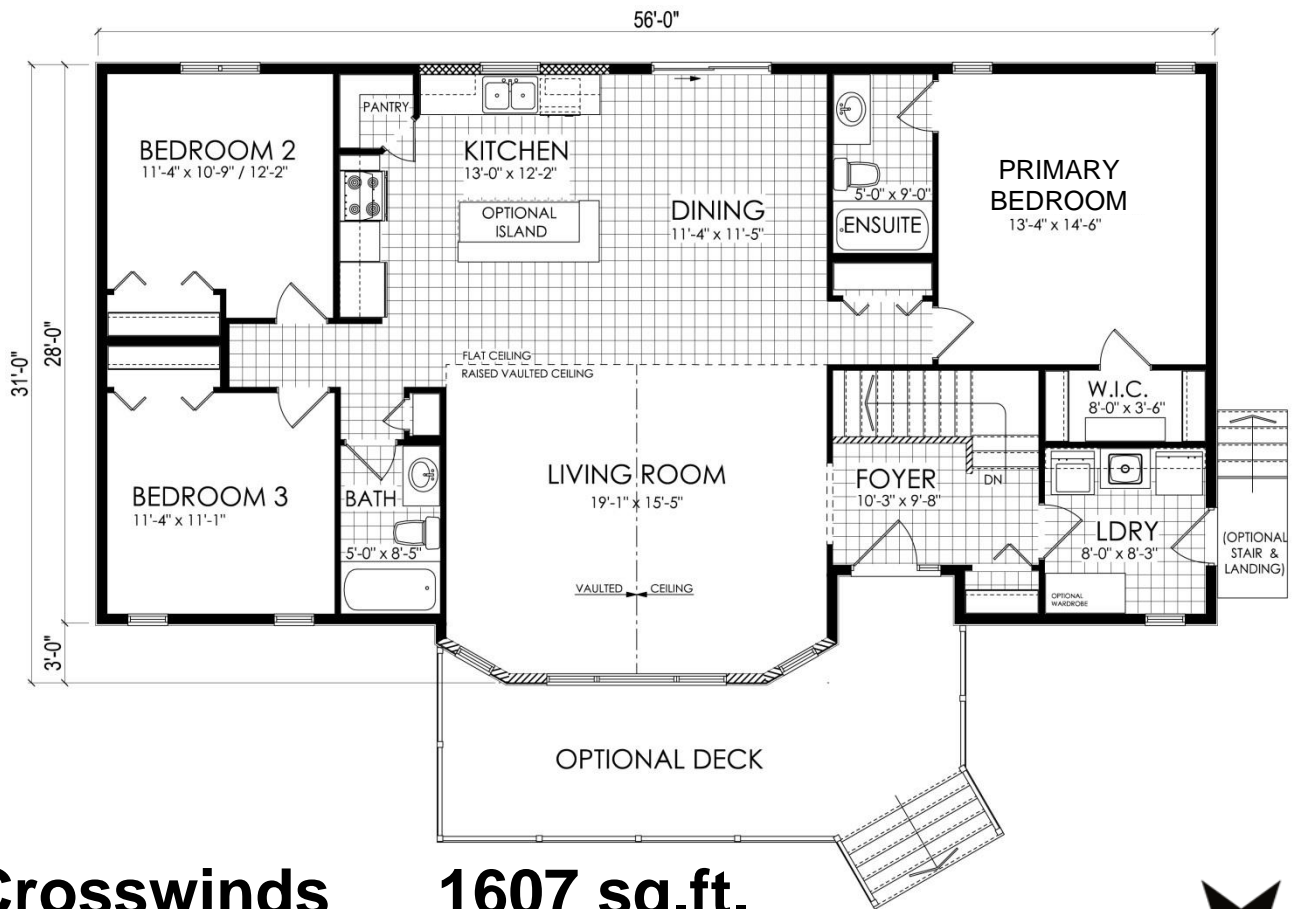 56'-0"
31'-0"
28'-0"
3'-0"
BEDROOM 2
11'-4" x 10'-9" / 12'-2"
PANTRY
KITCHEN
13'-0" x 12'-2"
OPTIONAL
ISLAND
DINING
11'-4" x 11'-5"
5'-0" x 9'-0"
ENSUITE
PRIMARY
BEDROOM
13'-4" x 14'-6"
FLAT CEILING
RAISED VAULTED CEILING
W.I.C.
8'-0" x 3'-6"
BEDROOM 3
11'-4" x 11'-1"
BATH
5'-0" x 8'-5"
LIVING ROOM
19'-1" x 15'-5"
VAULTED CEILING
FOYER
10'-3" x 9'-8"
DN
LDRY
8'-0" x 8'-3"
OPTIONAL
WARDROBE
(OPTIONAL
STAIR &
LANDING)
OPTIONAL DECK
Crosswinds 1607 sq.ft.